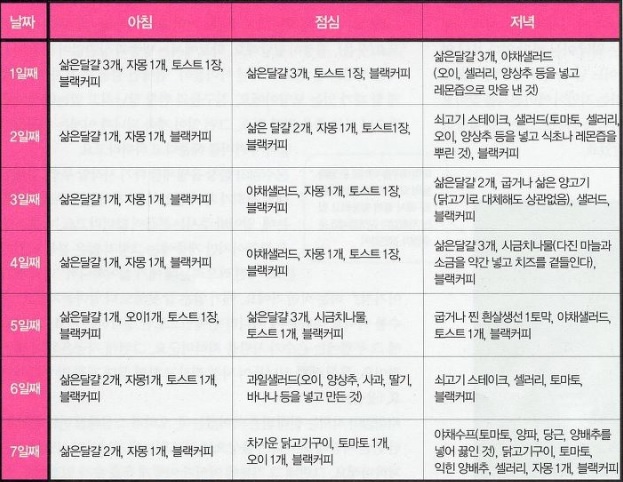 날짜
아침
점심
저녁
1일째
삶은달걀 3개, 자몽 1개, 토스트 1장,
블랙커피
삶은달걀 3개, 토스트 1장, 블랙커피
삶은달걀 3개, 야채샐러드
(오이, 셀러리, 양상추 등을 넣고
레몬즙으로 맛을 낸 것)
2일째
삶은달걀 1개, 자몽 1개, 블랙커피
삶은 달걀 2개, 자몽 1개, 토스트1장,
블랙커피
쇠고기 스테이크, 샐러드(토마토, 셀러리,
오이, 양상추 등을 넣고 식초나 레몬즙을
뿌린 것), 블랙커피
3일째
삶은달걀 1개, 자몽 1개, 블랙커피
야채샐러드, 자몽 1개, 토스트 1장,
블랙커피
삶은달걀 2개, 굽거나 삶은 양고기
(닭고기로 대체해도 상관없음), 샐러드,
블랙커피
4일째
삶은달걀 1개, 자몽 1개, 블랙커피
야채샐러드, 자몽 1개, 토스트 1장,
블랙커피
삶은달걀 3개, 시금치나물(다진 마늘과
소금을 약간 넣고 치즈를 곁들인다),
블랙커피
5일째
삶은달걀 1개, 오이1개, 토스트 1장,
블랙커피
삶은달걀 3개, 시금치나물,
토스트 1개, 블랙커피
굽거나 찐 흰살생선 1토막, 야채샐러드,
토스트 1개, 블랙커피
6일째
삶은달걀 2개, 자몽1개, 토스트 1개,
블랙커피
과일샐러드(오이, 양상추, 사과, 딸기,
바나나 등을 넣고 만든 것)
쇠고기 스테이크, 셀러리, 토마토,
블랙커피
7일째
삶은달걀 2개, 자몽 1개, 블랙커피
차가운 닭고기구이, 토마토 1개,
오이 1개, 블랙커피
야채수프(토마토, 양파, 당근, 양배추를
넣어 끓인 것), 닭고기구이, 토마토,
익힌 양배추, 셀러리, 자몽 1개, 블랙커피